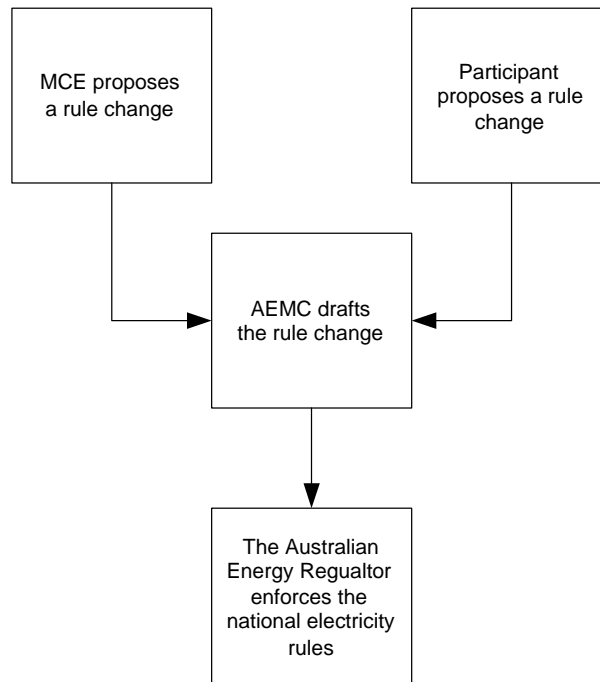 MCE proposes
a rule change
Participant
proposes a rule
change
AEMC drafts
the rule change
The Australian
Energy Regualtor
enforces the
national electricity
rules